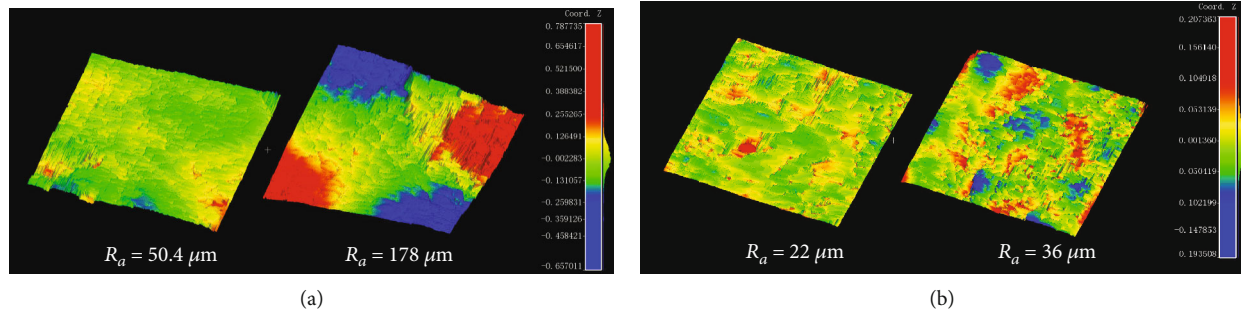 Coord. Z
0.787735
0.654617
0.521500
0.388382
0.255265
0.126491
-0.002283
-0.131057
-0.259831
-0.359126
-0.458421
-0.657011
Ra = 50.4 μm
Ra = 178 μm
(a)
Coord. Z
0.207363
0.156140
0.104918
0.053139
0.001360
0.050119
0.102199
-0.147853
0.193508
Ra = 22 μm
Ra = 36 μm
(b)